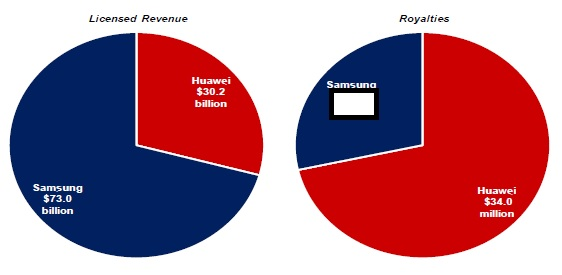 Licensed Revenue
Royalties
Huawei
$30.2
billion
Samsung
$73.0
billion
Samsung
Huawei
$34.0
million